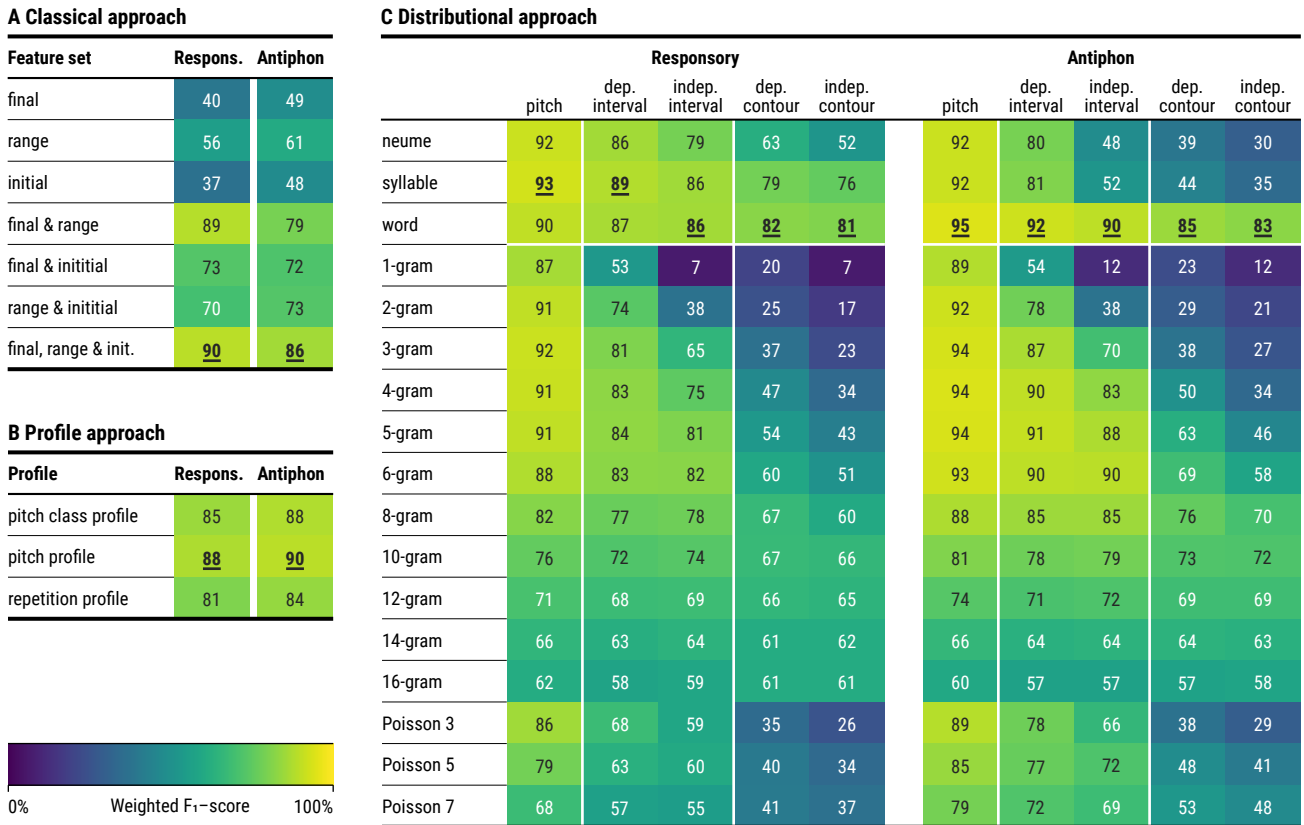 A Classical approach
Feature set Respons. Antiphon
final 40 49
range 56 61
initial 37 48
final & range 89 79
final & inititial 73 72
range & inititial 70 73
final, range & init. 90 86
B Profile approach
Profile Respons. Antiphon
pitch class profile 85 88
pitch profile 88 90
repetition profile 81 84
0% Weighted F₁–score 100%
C Distributional approach
Responsory Antiphon
dep. indep. dep. indep. dep. indep. dep. indep.
pitch interval interval contour contour pitch interval interval contour contour
neume 92 86 79 63 52 92 80 48 39 30
syllable 93 89 86 79 76 92 81 52 44 35
word 90 87 86 82 81 95 92 90 85 83
1-gram 87 53 7 20 7 89 54 12 23 12
2-gram 91 74 38 25 17 92 78 38 29 21
3-gram 92 81 65 37 23 94 87 70 38 27
4-gram 91 83 75 47 34 94 90 83 50 34
5-gram 91 84 81 54 43 94 91 88 63 46
6-gram 88 83 82 60 51 93 90 90 69 58
8-gram 82 77 78 67 60 88 85 85 76 70
10-gram 76 72 74 67 66 81 78 79 73 72
12-gram 71 68 69 66 65 74 71 72 69 69
14-gram 66 63 64 61 62 66 64 64 64 63
16-gram 62 58 59 61 61 60 57 57 57 58
Poisson 3 86 68 59 35 26 89 78 66 38 29
Poisson 5 79 63 60 40 34 85 77 72 48 41
Poisson 7 68 57 55 41 37 79 72 69 53 48